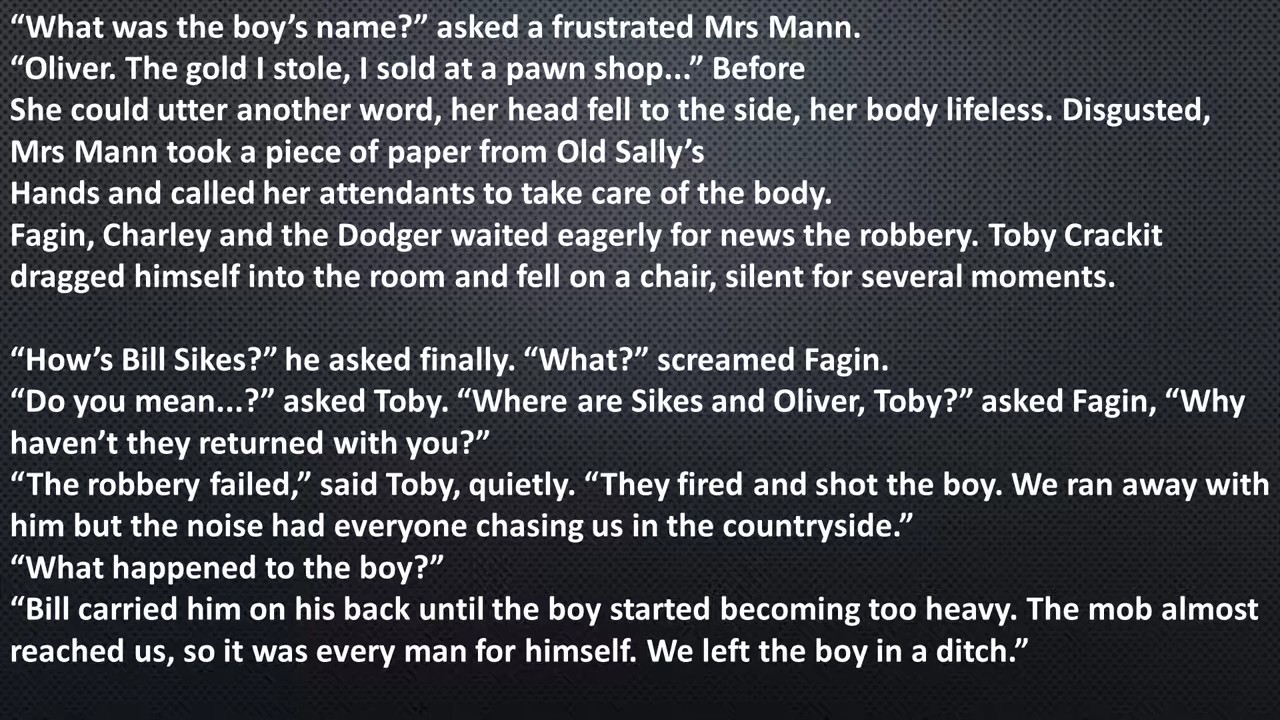 “What was the boy’s name?” asked a frustrated Mrs Mann.
“Oliver. The gold I stole, I sold at a pawn shop...” Before
She could utter another word, her head fell to the side, her body lifeless. Disgusted,
Mrs Mann took a piece of paper from Old Sally’s
Hands and called her attendants to take care of the body.
Fagin, Charley and the Dodger waited eagerly for news the robbery. Toby Crackit
dragged himself into the room and fell on a chair, silent for several moments.
“How’s Bill Sikes?” he asked finally. “What?” screamed Fagin.
“Do you mean...?” asked Toby. “Where are Sikes and Oliver, Toby?” asked Fagin, “Why
haven’t they returned with you?”
“The robbery failed,” said Toby, quietly. “They fired and shot the boy. We ran away with
him but the noise had everyone chasing us in the countryside.”
“What happened to the boy?”
“Bill carried him on his back until the boy started becoming too heavy. The mob almost
reached us, so it was every man for himself. We left the boy in a ditch.”